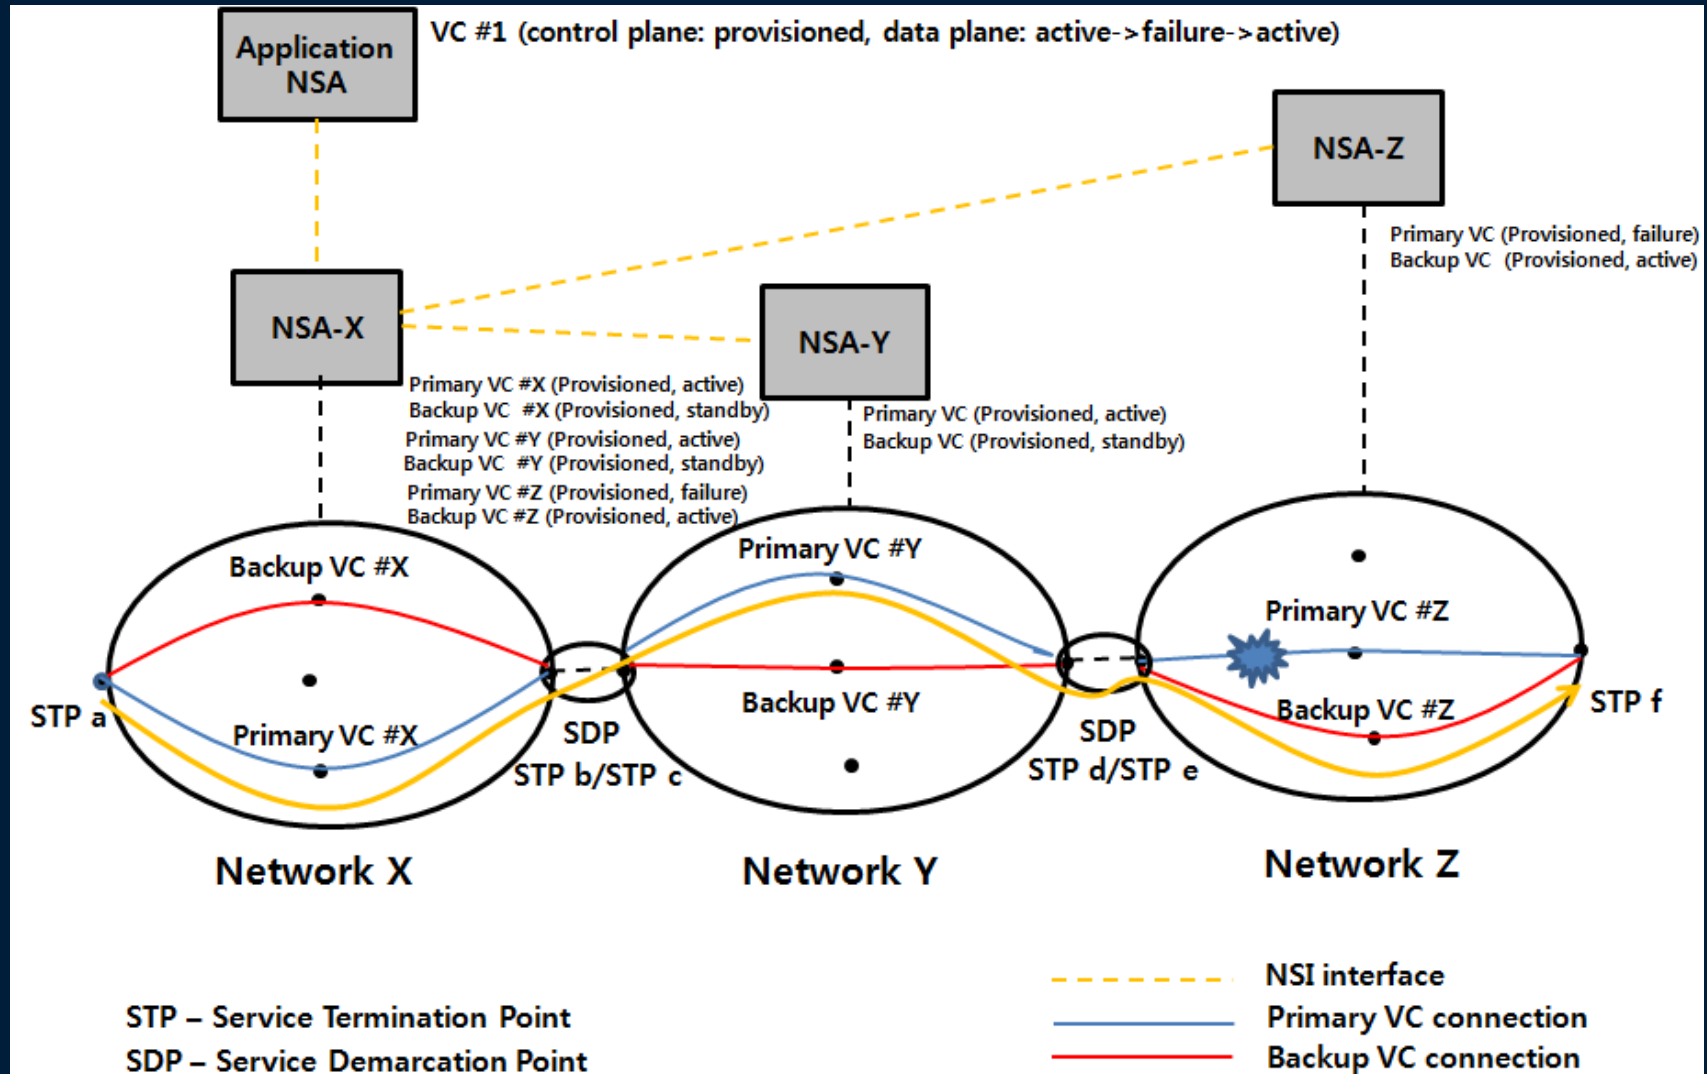 Application
NSA
VC #1 (control plane: provisioned, data plane: active->failure->active)
NSA-Z
Primary VC (Provisioned, failure)
Backup VC (Provisioned, active)
NSA-X
NSA-Y
Primary VC #X (Provisioned, active)
Backup VC #X (Provisioned, standby)
Primary VC #Y (Provisioned, active)
Backup VC #Y (Provisioned, standby)
Primary VC #Z (Provisioned, failure)
Backup VC #Z (Provisioned, active)
Primary VC (Provisioned, active)
Backup VC (Provisioned, standby)
Backup VC #X
Primary VC #Y
Primary VC #Z
STP a
Primary VC #X
SDP
STP b/STP c
Backup VC #Y
SDP
STP d/STP e
Backup VC #Z
STP f
Network X
Network Y
Network Z
STP – Service Termination Point
SDP – Service Demarcation Point
NSI interface
Primary VC connection
Backup VC connection